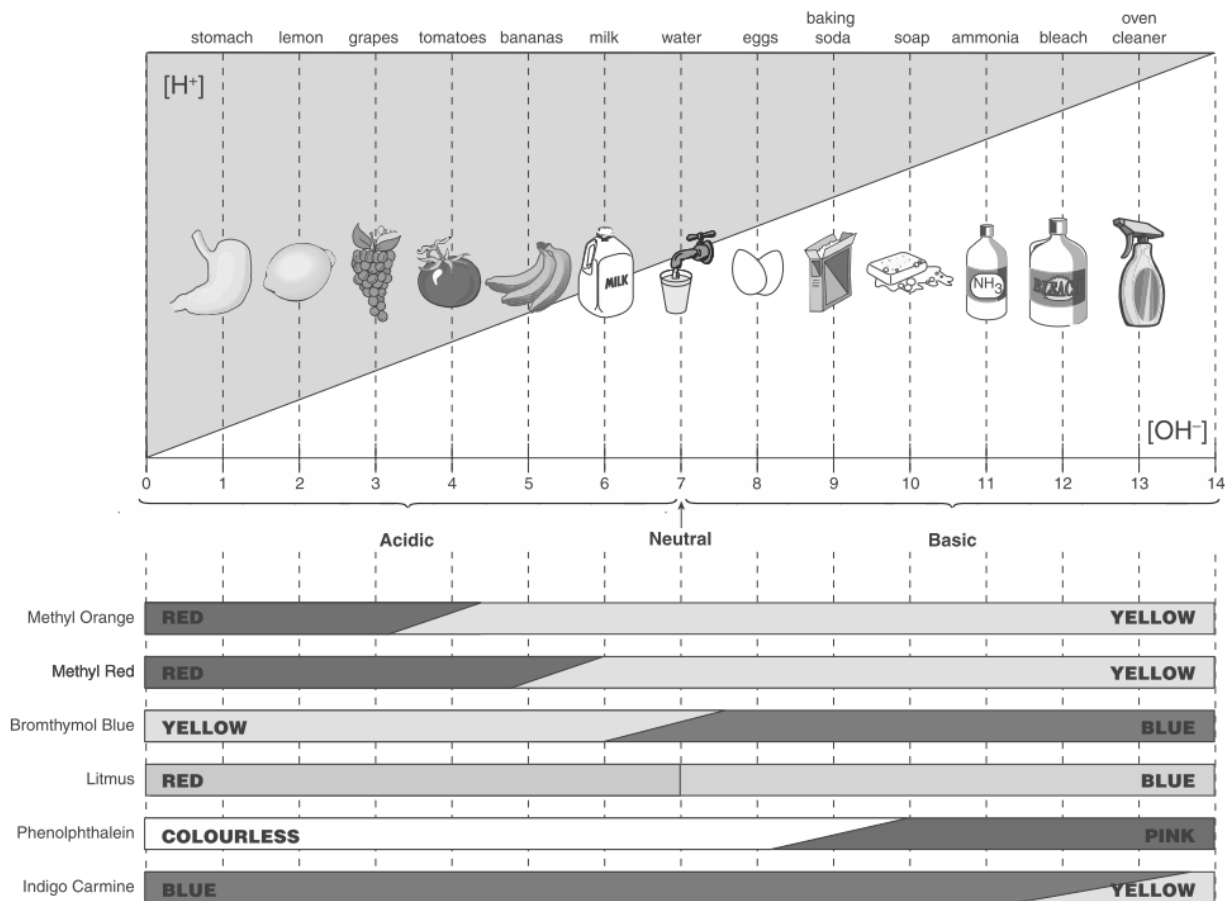 stomach lemon grapes tomatoes bananas milk water eggs baking soda soap ammonia bleach oven cleaner
[H⁺]
MILK
NH₃
BLEACH
[OH⁻]
0 1 2 3 4 5 6 7 8 9 10 11 12 13 14
Acidic Neutral Basic
Methyl Orange RED YELLOW
Methyl Red RED YELLOW
Bromthymol Blue YELLOW BLUE
Litmus RED BLUE
Phenolphthalein COLOURLESS PINK
Indigo Carmine BLUE YELLOW